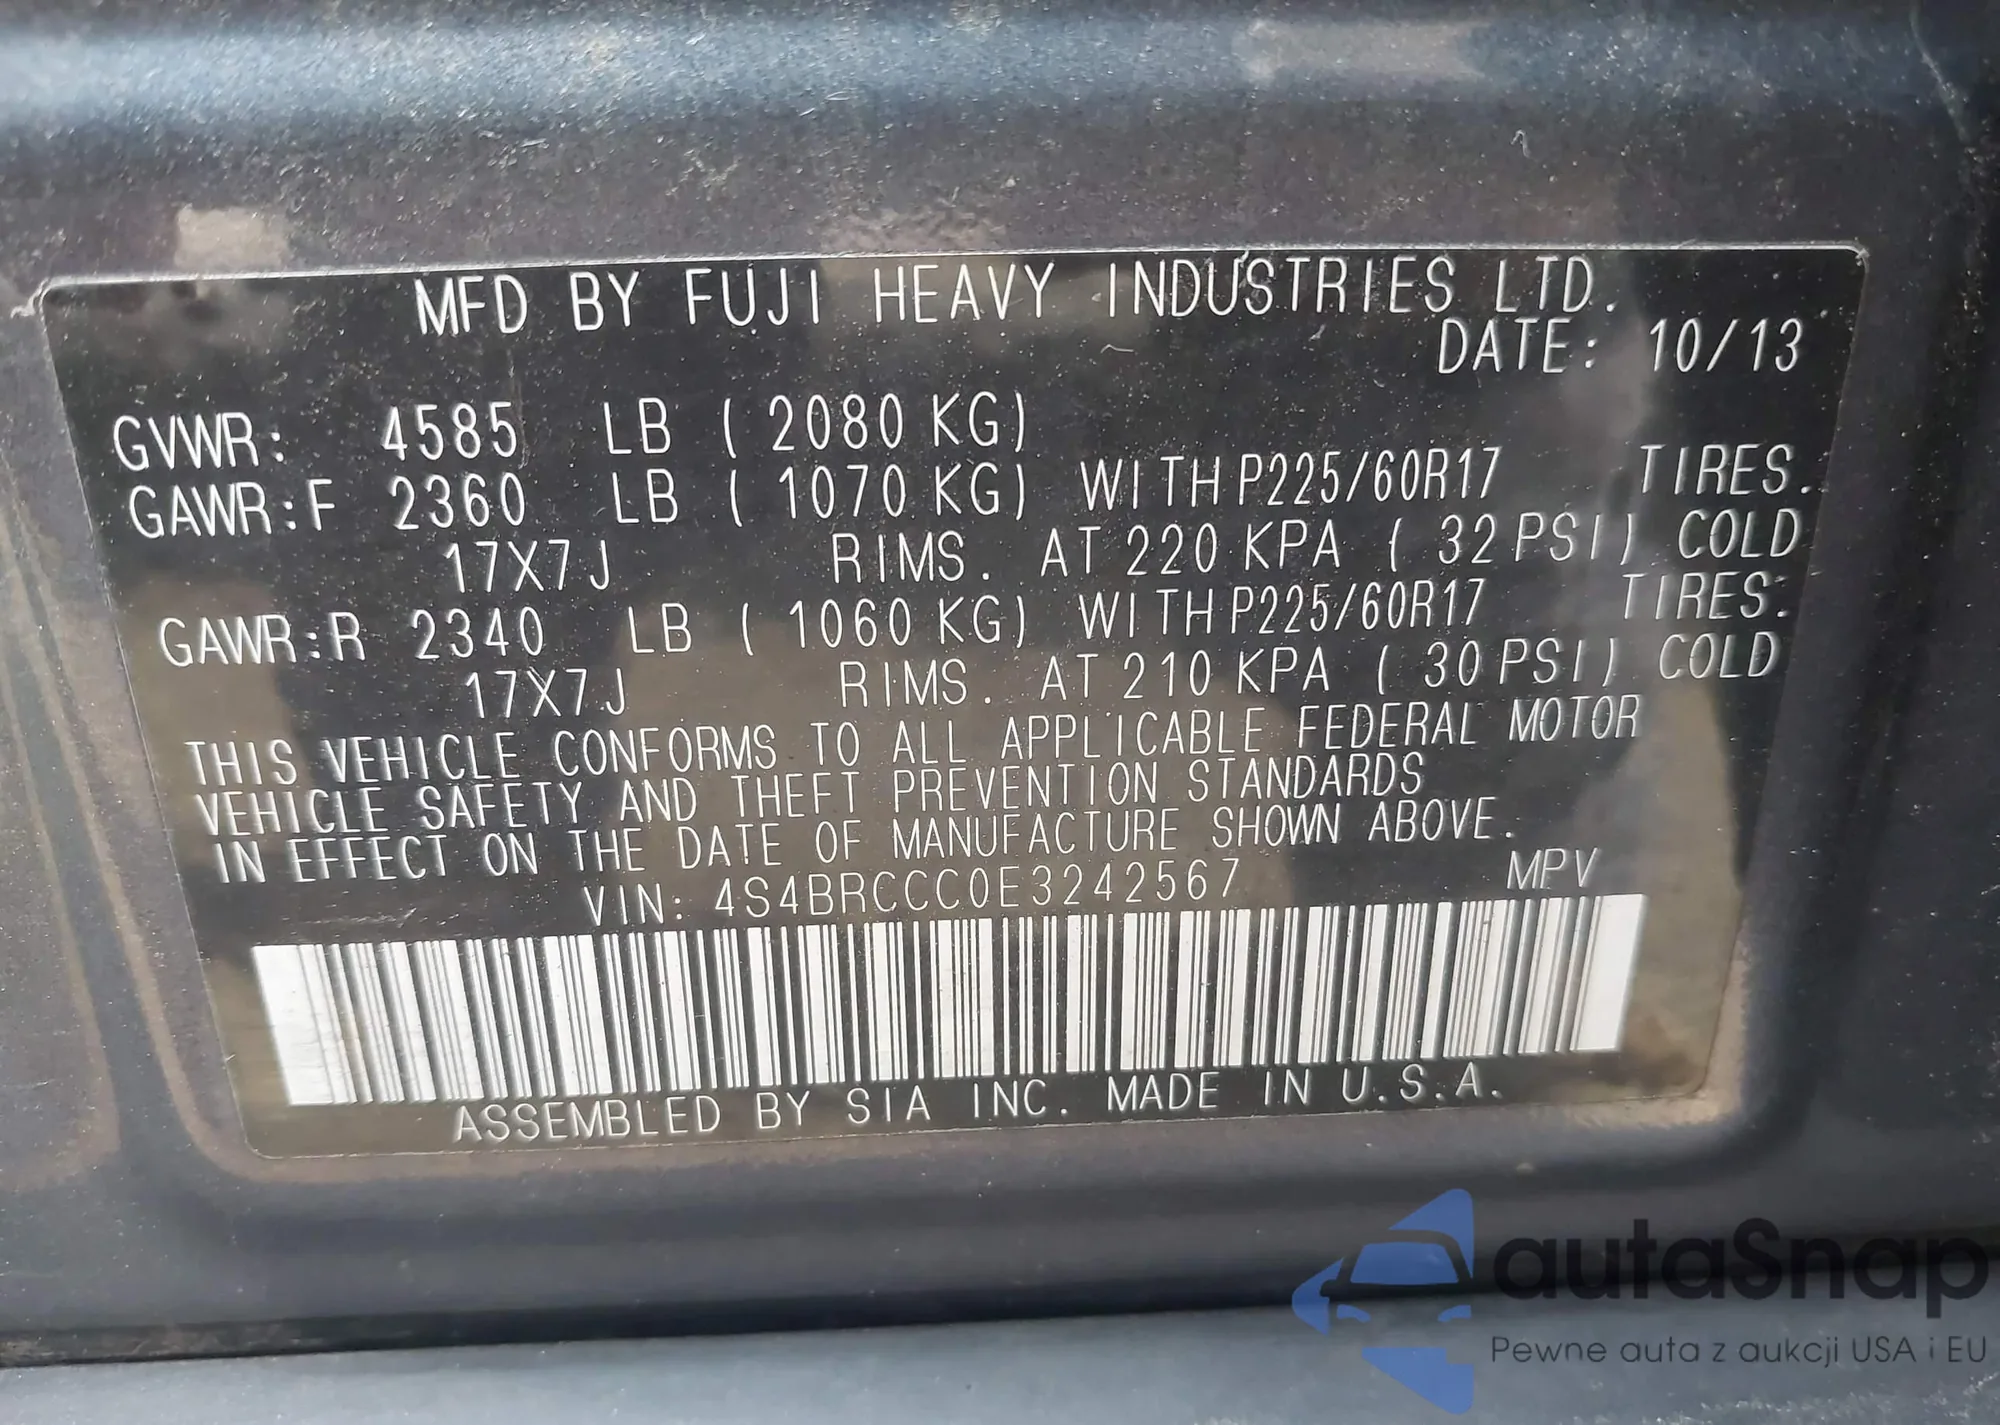 MFD BY FUJI HEAVY INDUSTRIES LTD.
DATE: 10/13
GVWR: 4585 LB ( 2080 KG)
GAWR:F 2360 LB ( 1070 KG) WITH P225/60R17 TIRES.
17X7J RIMS. AT 220 KPA ( 32 PSI) COLD
GAWR:R 2340 LB ( 1060 KG) WITH P225/60R17 TIRES.
17X7J RIMS. AT 210 KPA ( 30 PSI) COLD
THIS VEHICLE CONFORMS TO ALL APPLICABLE FEDERAL MOTOR
VEHICLE SAFETY AND THEFT PREVENTION STANDARDS
IN EFFECT ON THE DATE OF MANUFACTURE SHOWN ABOVE.
VIN: 4S4BRCCC0E3242567 MPV
ASSEMBLED BY SIA INC. MADE IN U.S.A.
autaSnap
Pewne auta z aukcji USA i EU